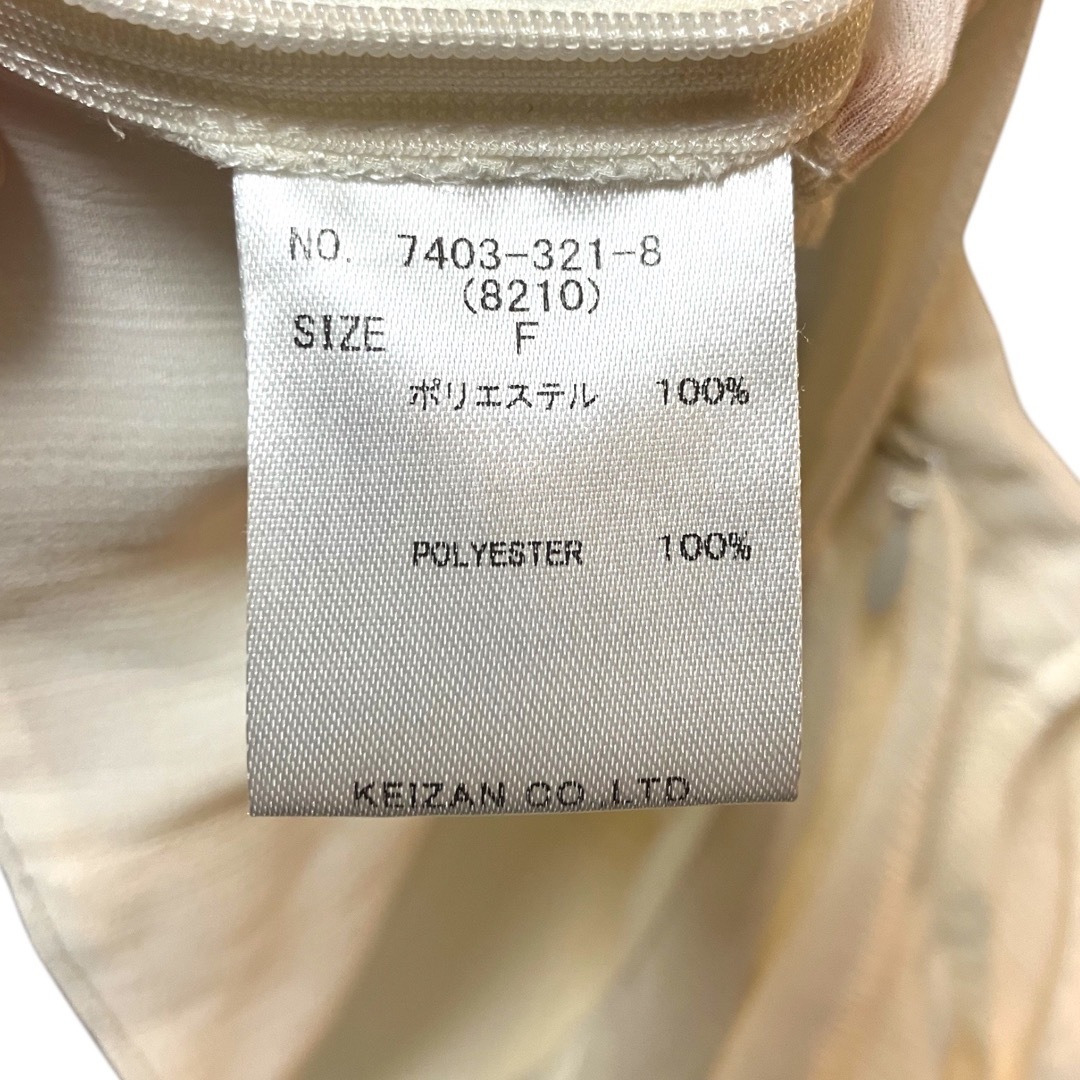 NO. 7403-321-8
(8210)
SIZE F
ポリエステル 100%
POLYESTER 100%
KEIZAN CO.,LTD